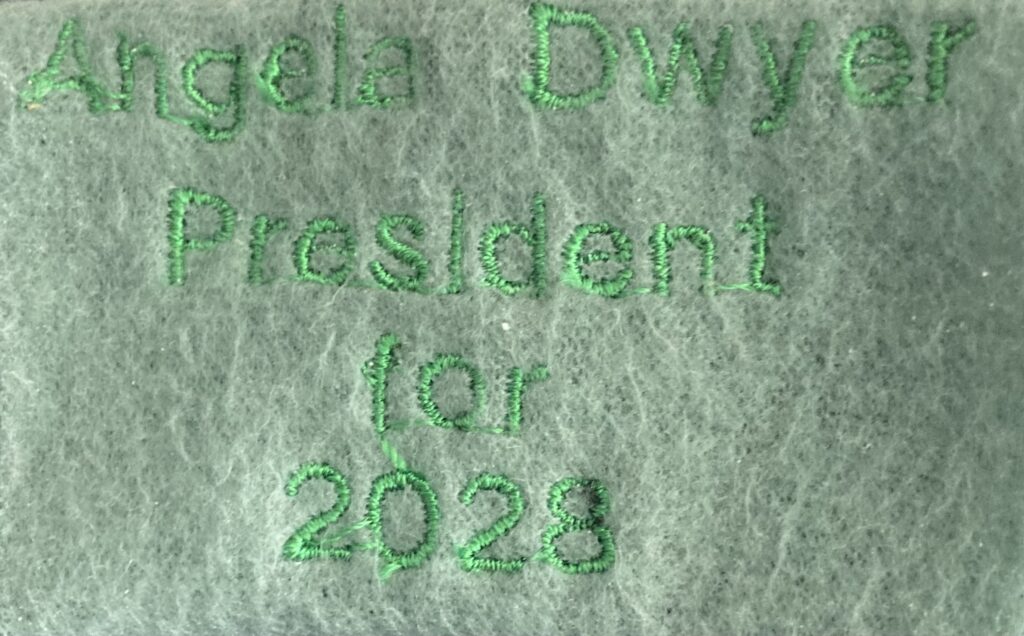 Angela Dwyer
President
for
2028